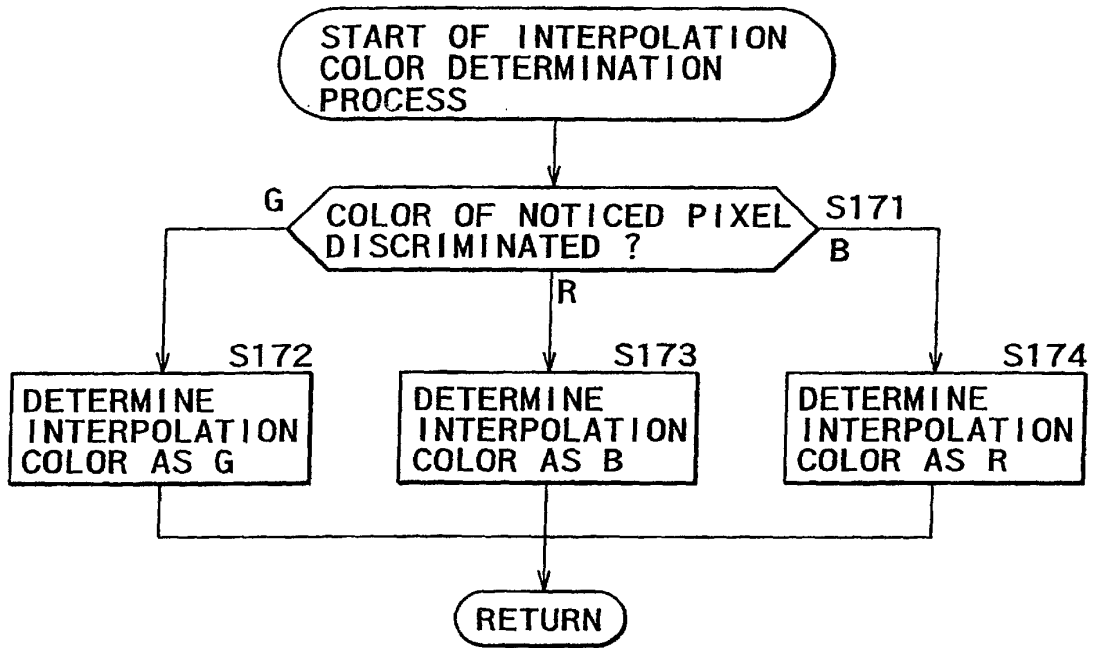 START OF INTERPOLATION
COLOR DETERMINATION
PROCESS
G
COLOR OF NOTICED PIXEL
DISCRIMINATED ?
S171
B
R
S172
DETERMINE
INTERPOLATION
COLOR AS G
S173
DETERMINE
INTERPOLATION
COLOR AS B
S174
DETERMINE
INTERPOLATION
COLOR AS R
RETURN